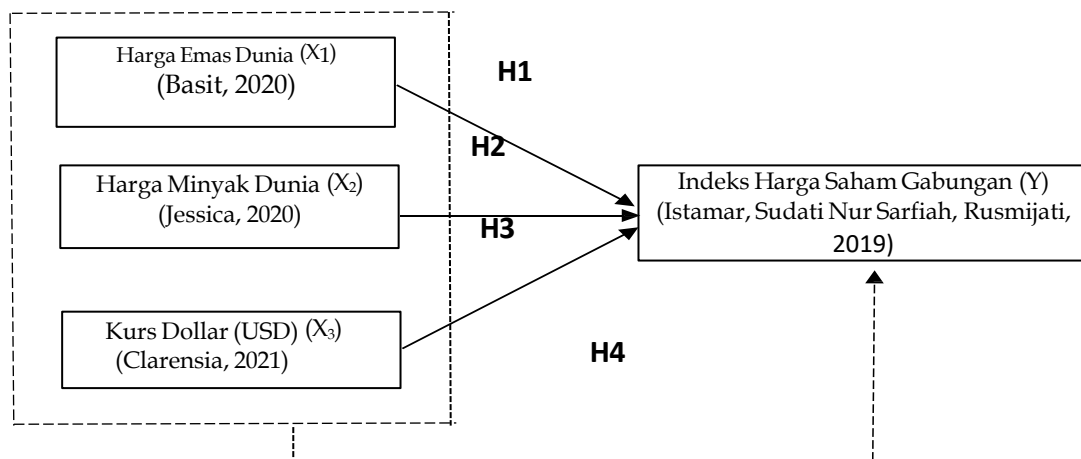 Harga Emas Dunia (X1)
(Basit, 2020)
H1
H2
Harga Minyak Dunia (X₂)
(Jessica, 2020)
H3
Indeks Harga Saham Gabungan (Y)
(Istamar, Sudati Nur Sarfiah, Rusmijati,
2019)
Kurs Dollar (USD) (X₃)
(Clarensia, 2021)
H4